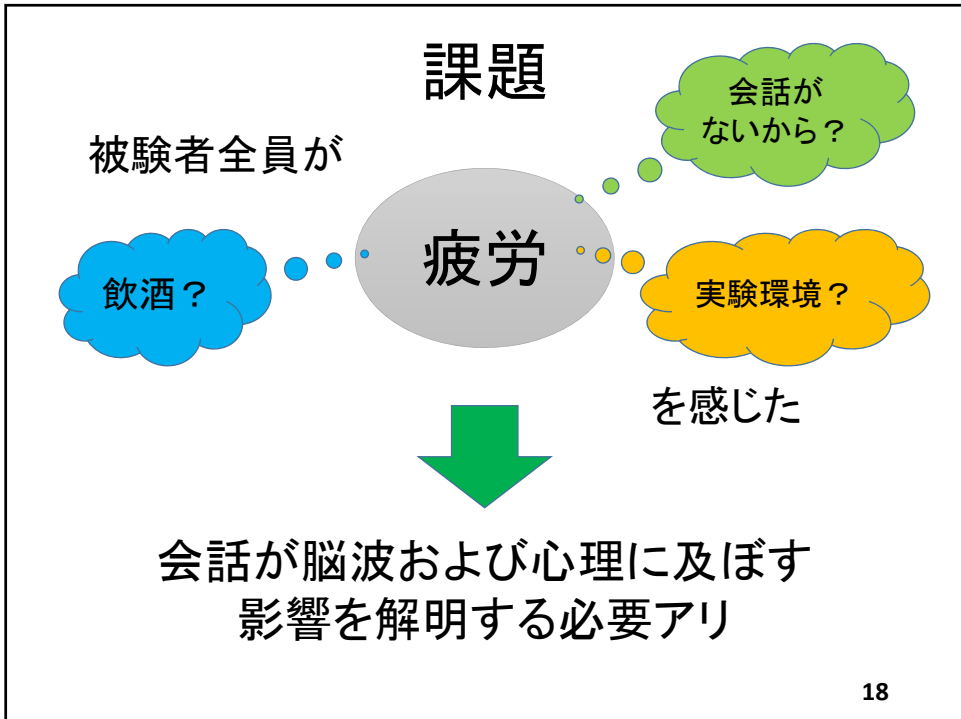 課題
会話が
ないから？
被験者全員が
疲労
飲酒？
実験環境？
を感じた
会話が脳波および心理に及ぼす
影響を解明する必要アリ
18